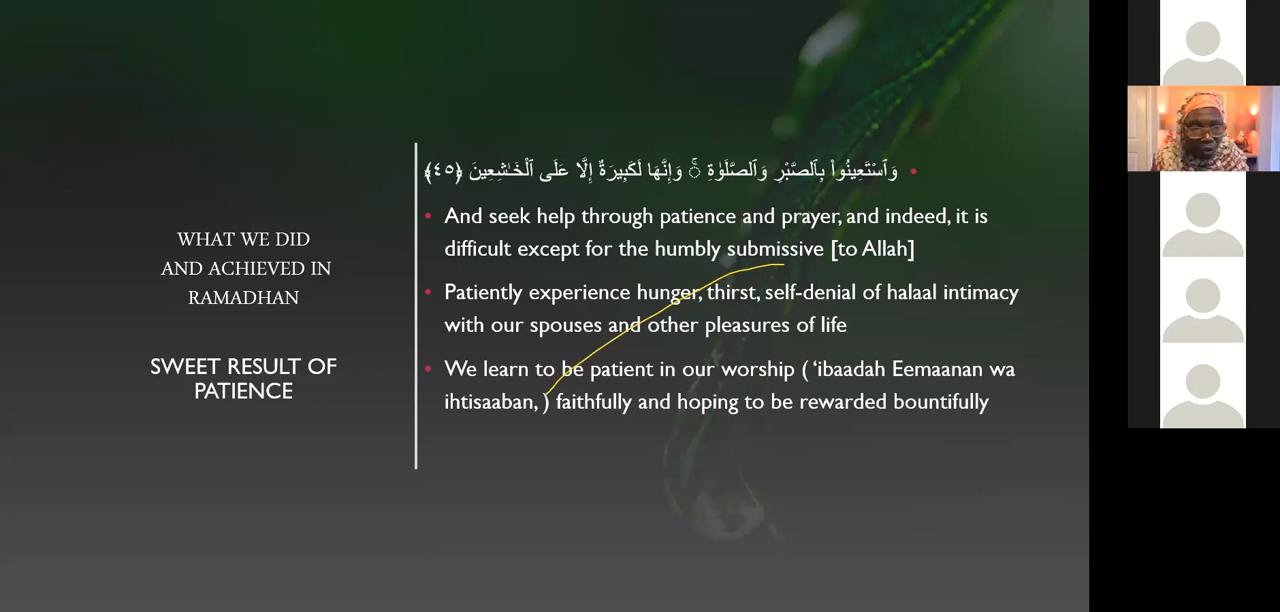 WHAT WE DID
AND ACHIEVED IN
RAMADHAN
SWEET RESULT OF
PATIENCE
• وَٱسْتَعِينُوا۟ بِٱلصَّبْرِ وَٱلصَّلَوٰةِ ۚ وَإِنَّهَا لَكَبِيرَةٌ إِلَّا عَلَى ٱلْخَـٰشِعِينَ ﴿٤٥﴾
• And seek help through patience and prayer, and indeed, it is
difficult except for the humbly submissive [to Allah]
• Patiently experience hunger, thirst, self-denial of halaal intimacy
with our spouses and other pleasures of life
• We learn to be patient in our worship ( ‘ibaadah Eemaanan wa
ihtisaaban, ) faithfully and hoping to be rewarded bountifully